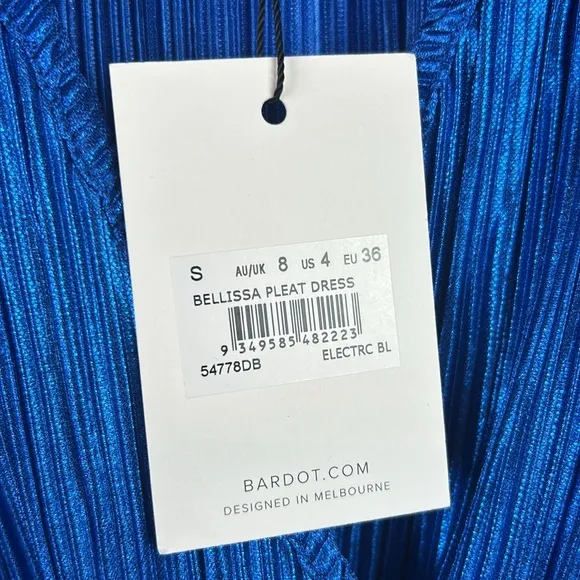 S AU/UK 8 US 4 EU 36
BELLISSA PLEAT DRESS
9 349585 482223
54778DB ELECTRC BL
BARDOT.COM
DESIGNED IN MELBOURNE